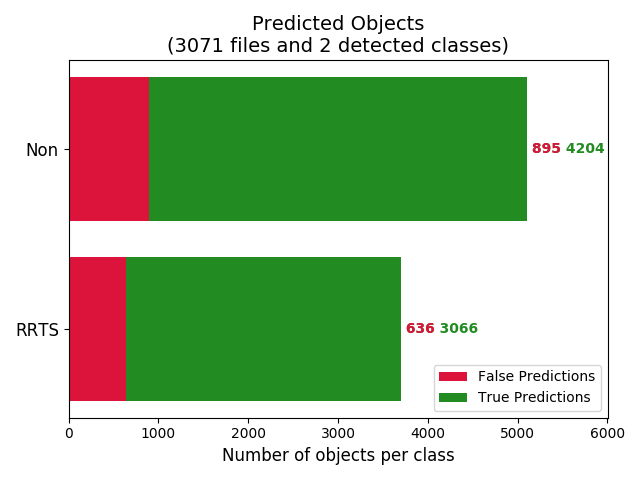 Predicted Objects
(3071 files and 2 detected classes)
Non
895 4204
RRTS
636 3066
False Predictions
True Predictions
0 1000 2000 3000 4000 5000 6000
Number of objects per class